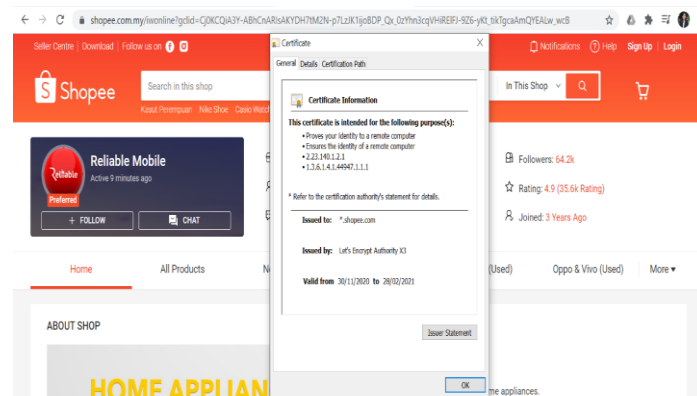 shopee.com.my/iwonline?gclid=Cj0KCQiA3Y-
Seller Centre | Download | Follow us on
Certificate
Notifications
Help
Sign Up | Login
General Details Certification Path
Shopee
Search in this shop
In This Shop
Kasut Perempuan Nike Shoe Casio Watch
Certificate Information
This certificate is intended for the following purpose(s):
• Proves your identity to a remote computer
• Ensures the identity of a remote computer
• 2.23.140.1.2.1
• 1.3.6.1.4.1.44947.1.1.1
* Refer to the certification authority's statement for details.
Issued to: *.shopee.com
Issued by: Let's Encrypt Authority X3
Valid from 30/11/2020 to 28/02/2021
Issuer Statement
OK
Reliable
Preferred
Reliable Mobile
Active 9 minutes ago
+ FOLLOW
CHAT
Followers: 64.2k
Rating: 4.9 (35.6k Rating)
Joined: 3 Years Ago
Home
All Products
N
(Used)
Oppo & Vivo (Used)
More
ABOUT SHOP
HOME APPLIAN
me appliances.